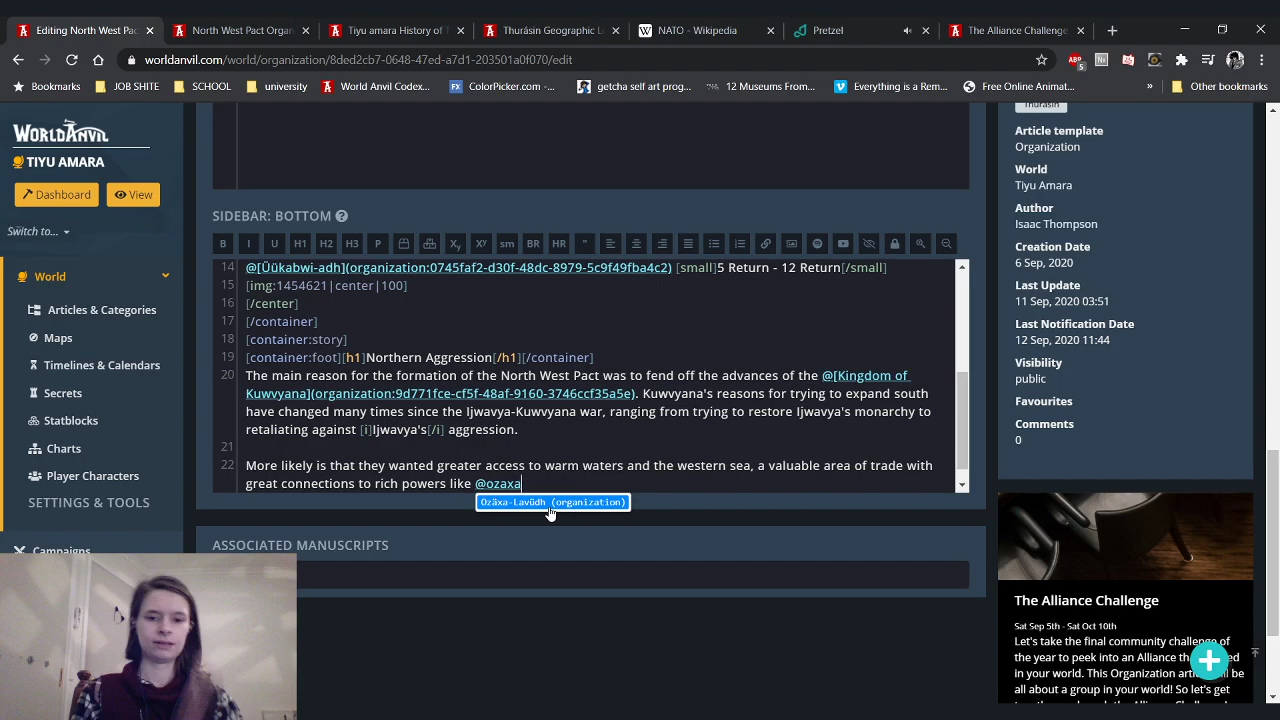 Editing North West Pac
North West Pact Organ
Tiyu amara History of T
Thurásin Geographic L
NATO - Wikipedia
Pretzel
The Alliance Challenge
worldanvil.com/world/organization/8ded2cb7-0648-47ed-a7d1-203501a0f070/edit
Bookmarks
JOB SHITE
SCHOOL
university
World Anvil Codex...
ColorPicker.com -...
getcha self art prog...
12 Museums From...
Everything is a Rem...
Free Online Animat...
Other bookmarks
WORLDANVIL
TIYU AMARA
Dashboard
View
Switch to...
World
Articles & Categories
Maps
Timelines & Calendars
Secrets
Statblocks
Charts
Player Characters
SETTINGS & TOOLS
Campaigns
SIDEBAR: BOTTOM
B I U H1 H2 H3 P sm BR HR
14 @[Üükabwi-adh](organization:0745faf2-d30f-48dc-8979-5c9f49fba4c2) [small]5 Return - 12 Return[/small]
15 [img:1454621|center|100]
16 [/center]
17 [/container]
18 [container:story]
19 [container:foot][h1]Northern Aggression[/h1][/container]
20 The main reason for the formation of the North West Pact was to fend off the advances of the @[Kingdom of
Kuwvyana](organization:9d771fce-cf5f-48af-9160-3746ccf35a5e). Kuwvyana's reasons for trying to expand south
have changed many times since the Ijwavya-Kuwvyana war, ranging from trying to restore Ijwavya's monarchy to
retaliating against [i]Ijwavya's[/i] aggression.
21
22 More likely is that they wanted greater access to warm waters and the western sea, a valuable area of trade with
great connections to rich powers like @ozaxa
Ozäxa-Lavüdh (organization)
ASSOCIATED MANUSCRIPTS
Thurásin
Article template
Organization
World
Tiyu Amara
Author
Isaac Thompson
Creation Date
6 Sep, 2020
Last Update
11 Sep, 2020 03:51
Last Notification Date
12 Sep, 2020 11:44
Visibility
public
Favourites
Comments
0
The Alliance Challenge
Sat Sep 5th - Sat Oct 10th
Let's take the final community challenge of
the year to peek into an Alliance
in your world. This Organization
all about a group in your world! So let's get